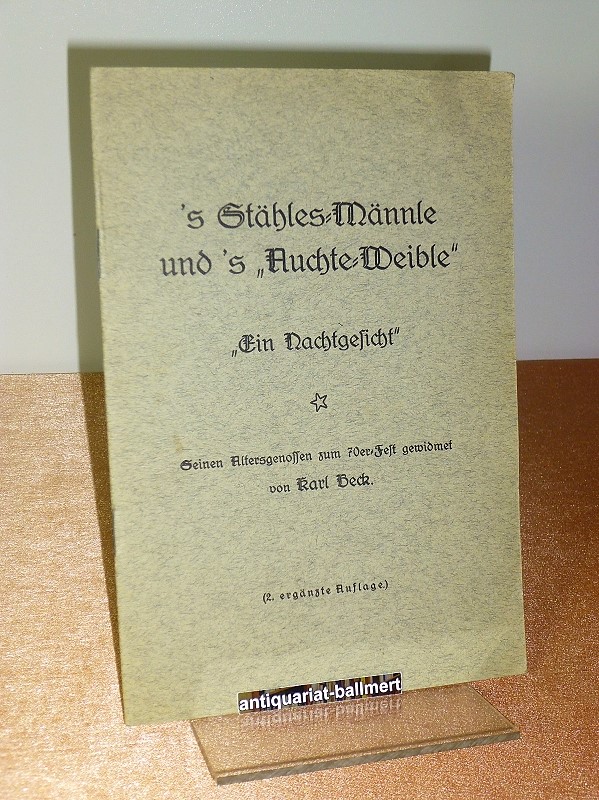 's Stähles-Männle
und 's „Auchte-Weible"
„Ein Nachtgesicht"
Seinen Altersgenossen zum 70er-Fest gewidmet
von Karl Beck.
(2. ergänzte Auflage.)
antiquariat-ballmert